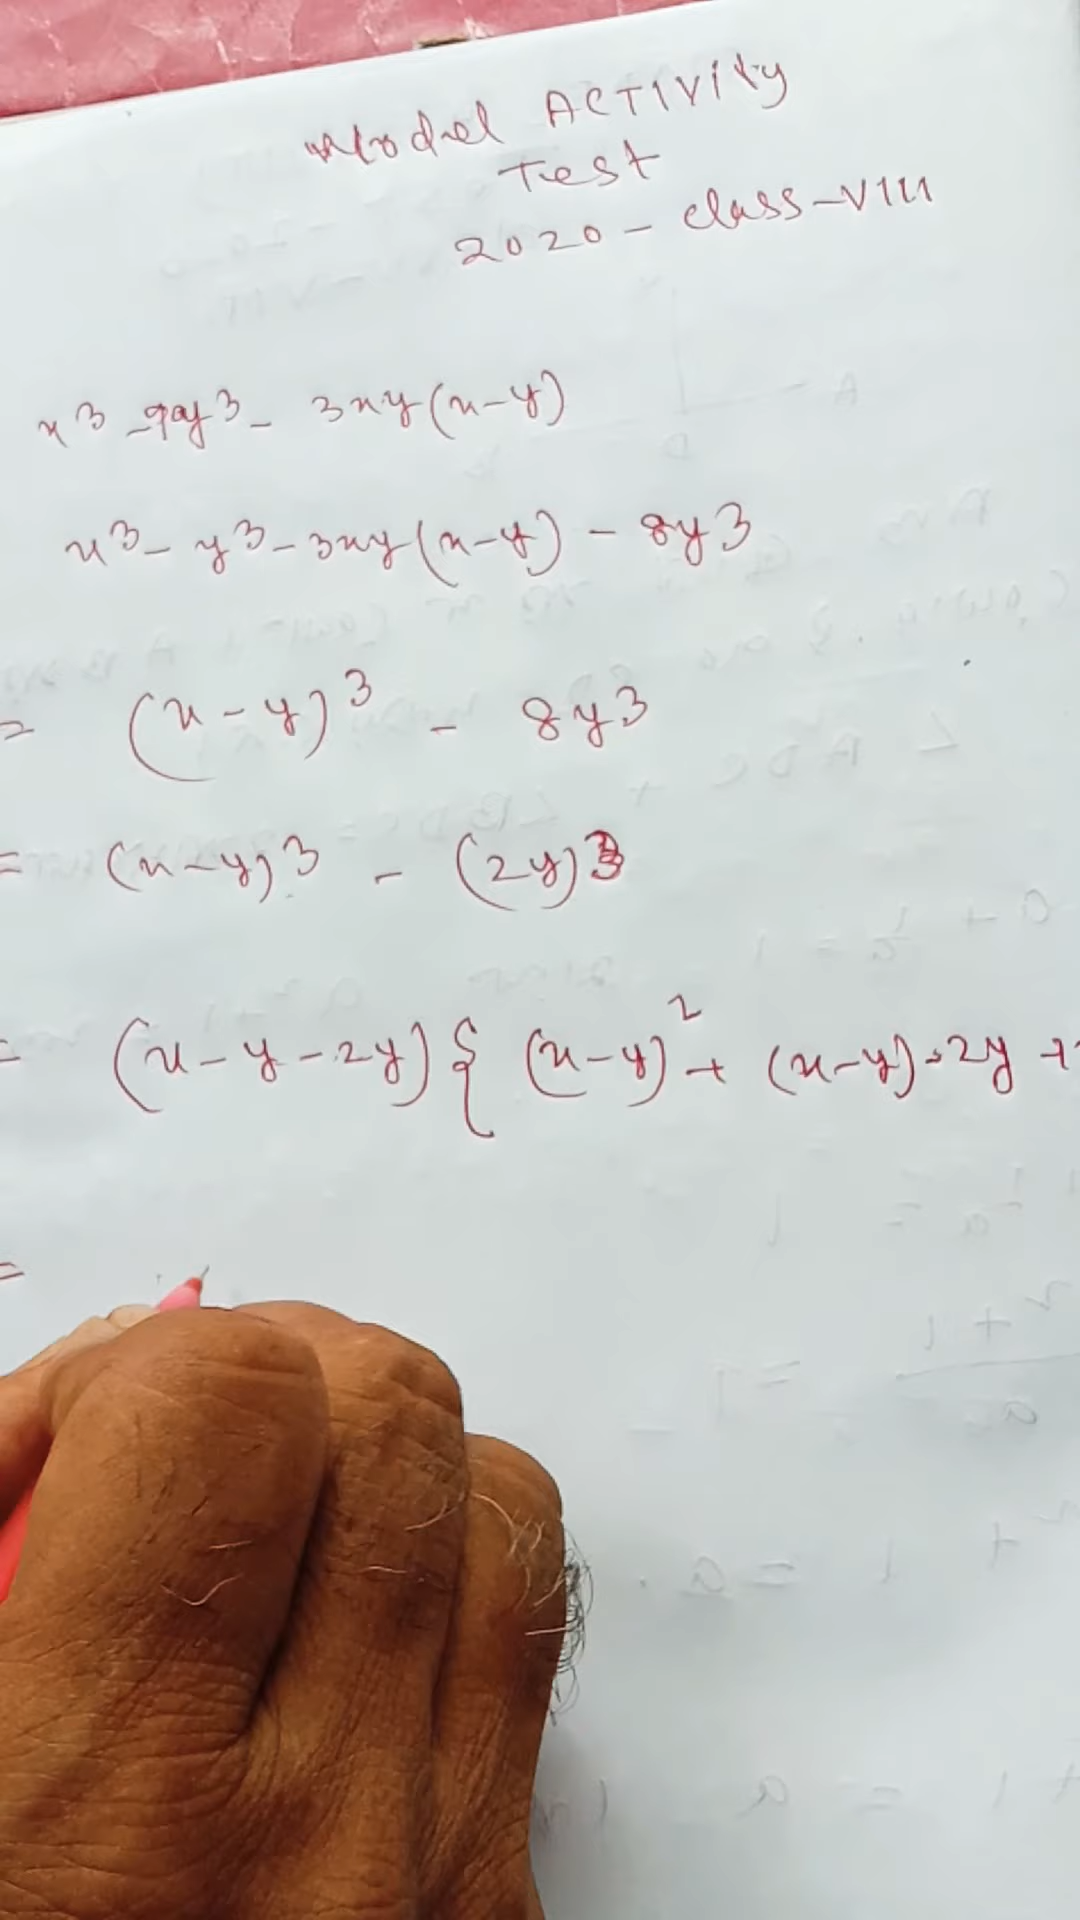 Model ACTIVITY
Test
2020 - Class-VIII
x³ - 9y³ - 3xy(x-y)
x³ - y³ - 3xy(x-y) - 8y3
= (x-y)³ - 8y3
= (x-y)3 - (2y)3
= (x-y-2y) { (x-y)² + (x-y).2y +
=